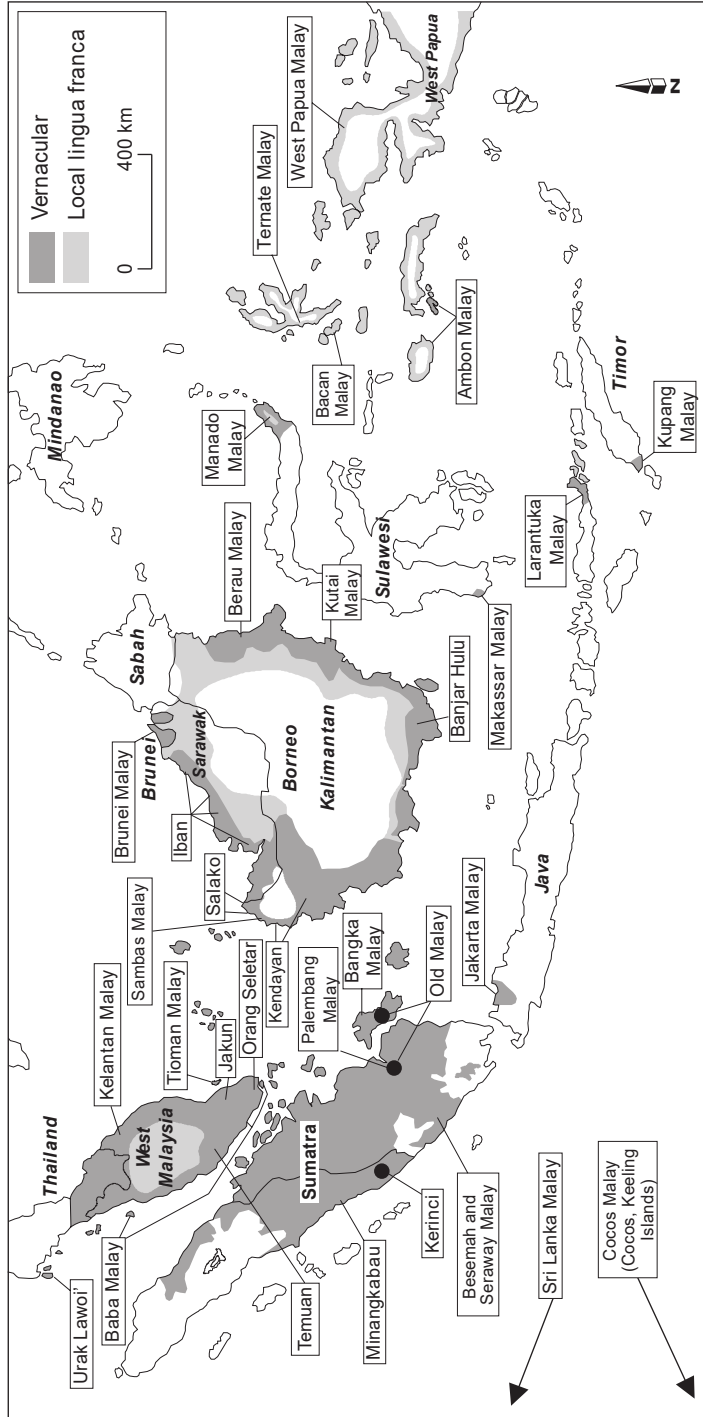 Vernacular
Local lingua franca
0
400 km
N
Thailand
Kelantan Malay
Tioman Malay
Jakun
Orang Seletar
West
Malaysia
Urak Lawoi'
Baba Malay
Temuan
Sumatra
Minangkabau
Kerinci
Besemah and
Seraway Malay
Sri Lanka Malay
Cocos Malay
(Cocos, Keeling
Islands)
Palembang
Malay
Bangka
Malay
Old Malay
Jakarta Malay
Java
Sambas Malay
Salako
Kendayan
Iban
Brunei Malay
Brunei
Sarawak
Sabah
Borneo
Kalimantan
Berau Malay
Kutai
Malay
Banjar Hulu
Makassar Malay
Sulawesi
Manado
Malay
Mindanao
Bacan
Malay
Ternate Malay
Ambon Malay
West Papua Malay
West Papua
Larantuka
Malay
Kupang
Malay
Timor